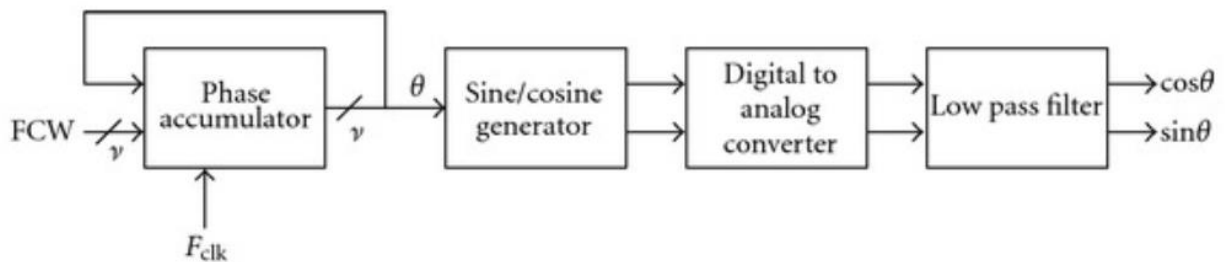 FCW
ν
Phase
accumulator
F_clk
ν
θ
Sine/cosine
generator
Digital to
analog
converter
Low pass filter
cosθ
sinθ